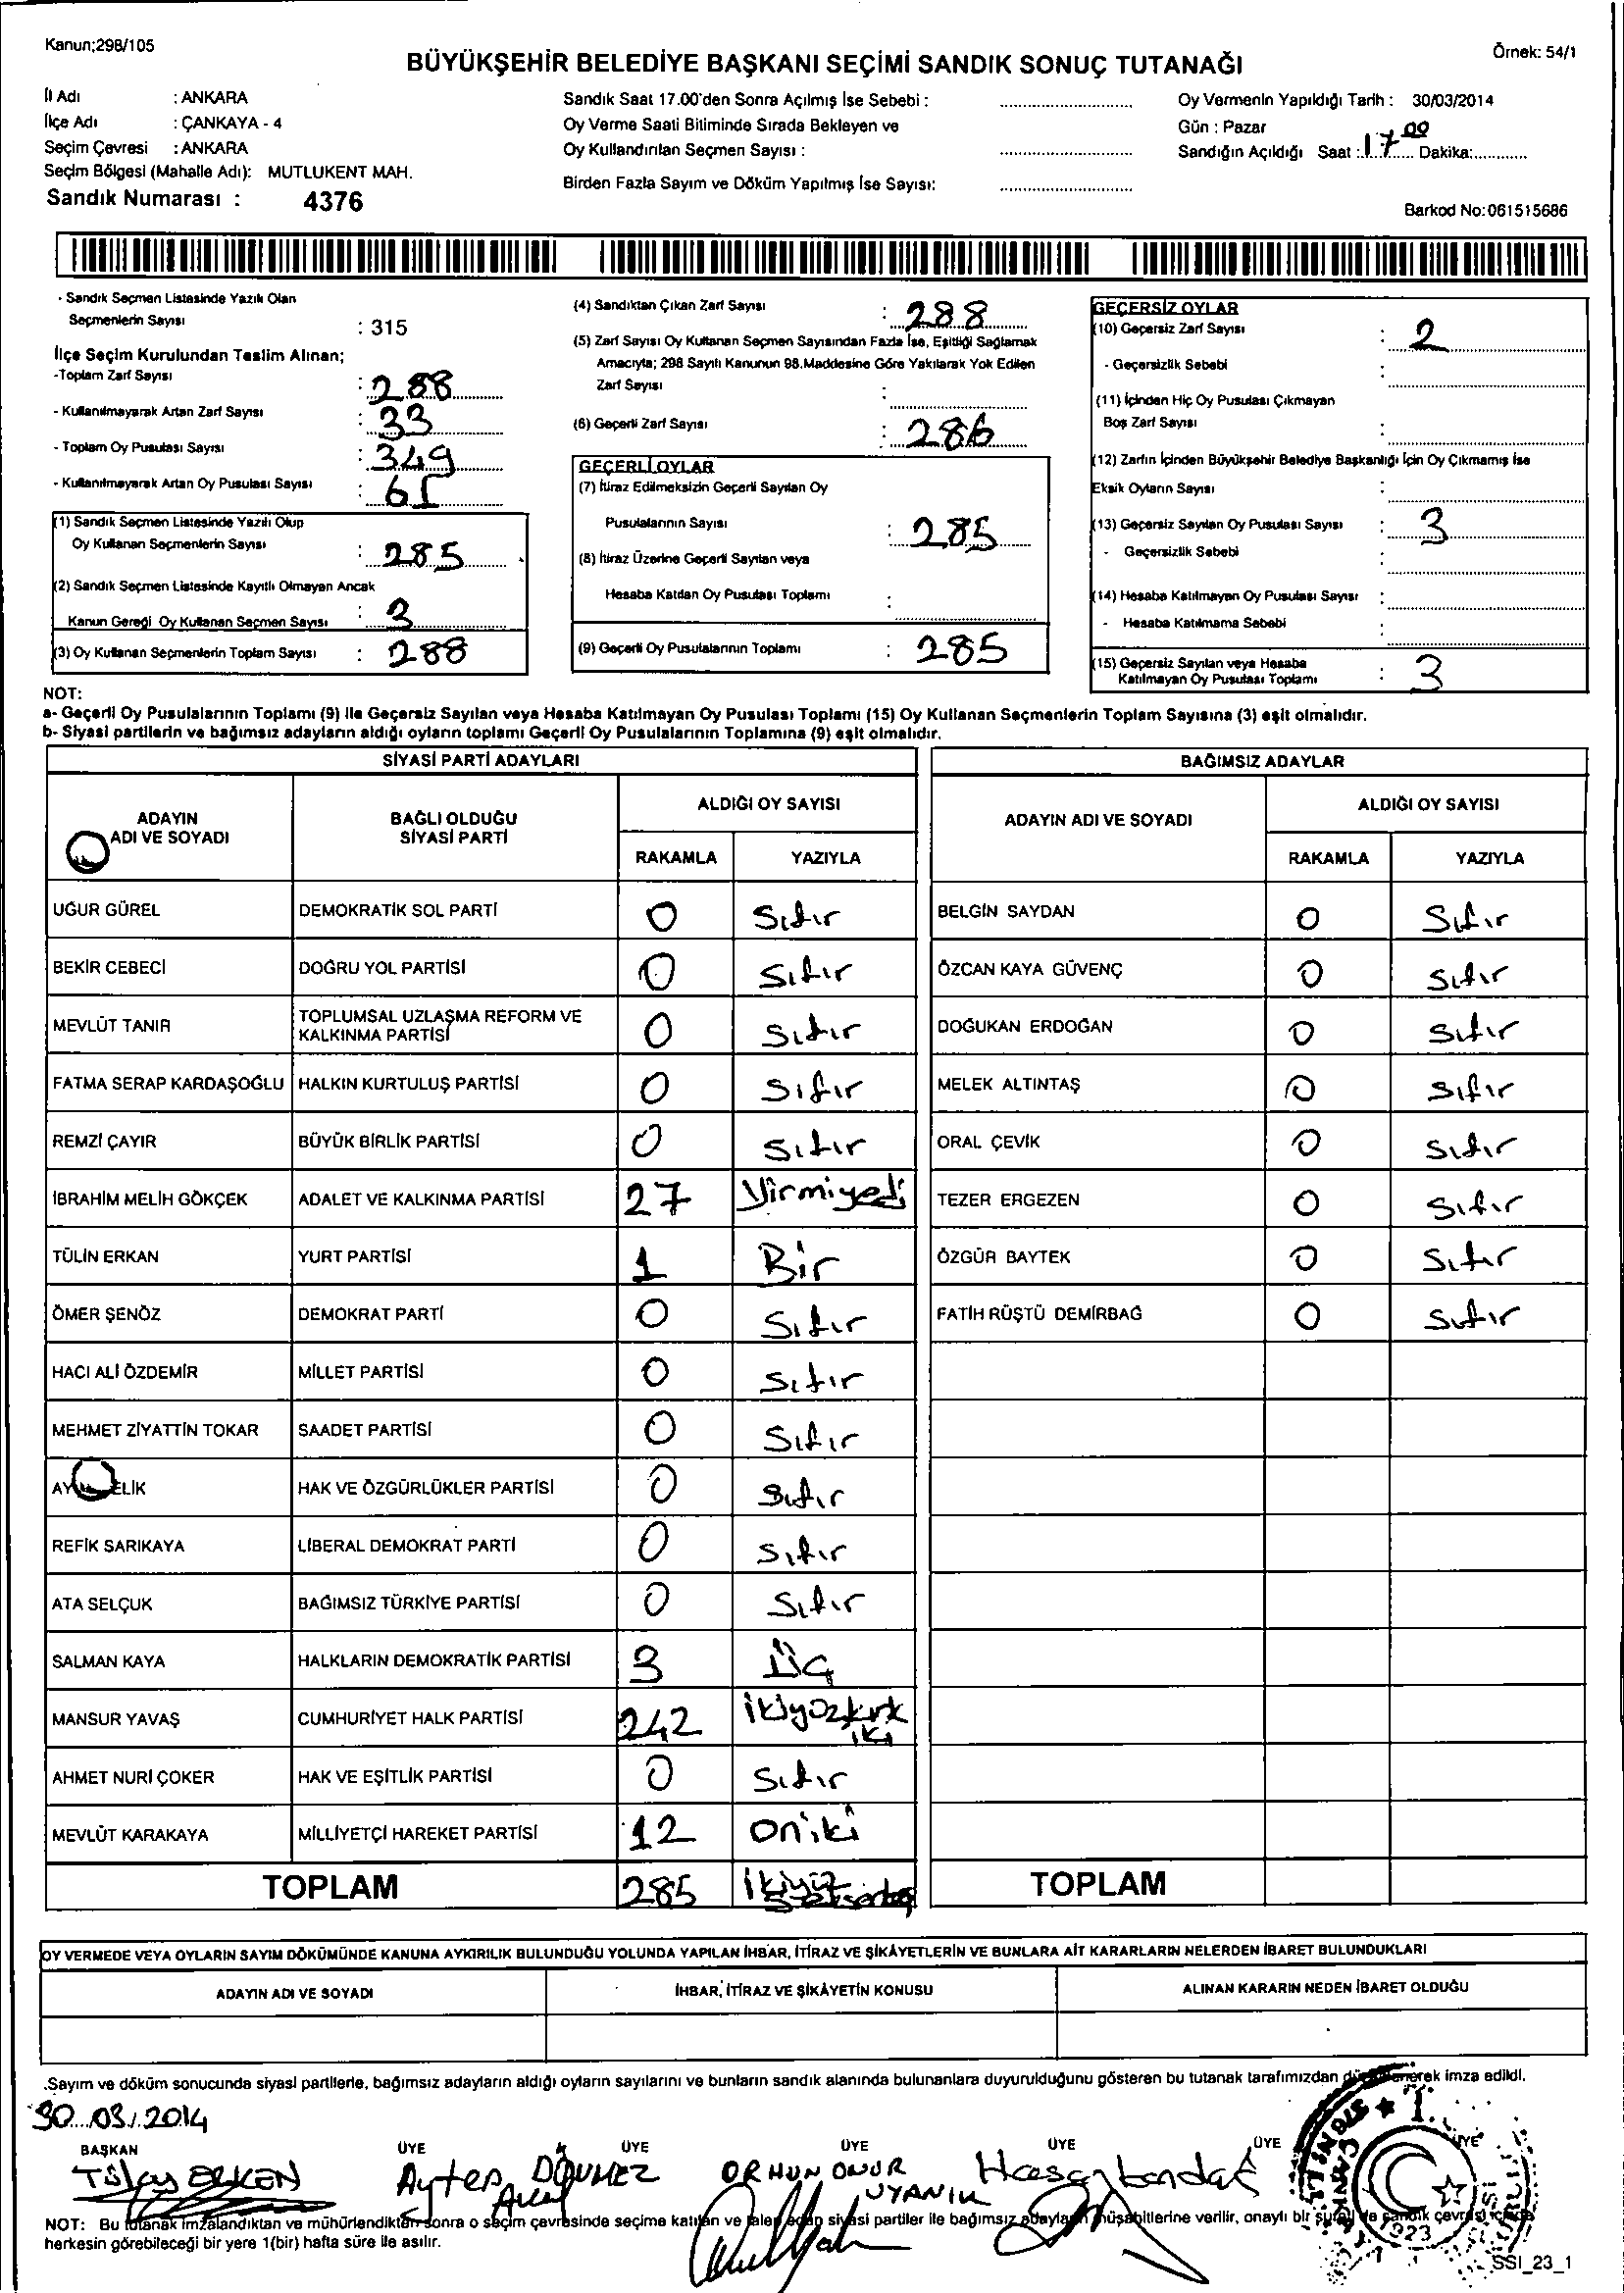 Kanun;298/105
Örnek: 54/1
BÜYÜKŞEHİR BELEDİYE BAŞKANI SEÇİMİ SANDIK SONUÇ TUTANAĞI
İl Adı : ANKARA
İlçe Adı : ÇANKAYA - 4
Seçim Çevresi : ANKARA
Seçim Bölgesi (Mahalle Adı): MUTLUKENT MAH.
Sandık Numarası : 4376
Sandık Saat 17.00'den Sonra Açılmış İse Sebebi :
Oy Verme Saati Bitiminde Sırada Bekleyen ve
Oy Kullandırılan Seçmen Sayısı :
Birden Fazla Sayım ve Döküm Yapılmış İse Sayısı:
Oy Vermenin Yapıldığı Tarih : 30/03/2014
Gün : Pazar
Sandığın Açıldığı Saat : 17 00 Dakika:
Barkod No:061515686
- Sandık Seçmen Listesinde Yazılı Olan
Seçmenlerin Sayısı : 315
İlçe Seçim Kurulundan Teslim Alınan;
-Toplam Zarf Sayısı : 288
- Kullanılmayarak Artan Zarf Sayısı : 33
- Toplam Oy Pusulası Sayısı : 349
- Kullanılmayarak Artan Oy Pusulası Sayısı : 61
(1) Sandık Seçmen Listesinde Yazılı Olup
Oy Kullanan Seçmenlerin Sayısı : 285
(2) Sandık Seçmen Listesinde Kayıtlı Olmayan Ancak
Kanun Gereği Oy Kullanan Seçmen Sayısı : 3
(3) Oy Kullanan Seçmenlerin Toplam Sayısı : 288
(4) Sandıktan Çıkan Zarf Sayısı : 288
(5) Zarf Sayısı Oy Kullanan Seçmen Sayısından Fazla İse, Eşitliği Sağlamak
Amacıyla; 298 Sayılı Kanunun 98.Maddesine Göre Yakılarak Yok Edilen
Zarf Sayısı :
(6) Geçerli Zarf Sayısı : 286
GEÇERLİ OYLAR
(7) İtiraz Edilmeksizin Geçerli Sayılan Oy
Pusulalarının Sayısı : 285
(8) İtiraz Üzerine Geçerli Sayılan veya
Hesaba Katılan Oy Pusulası Toplamı :
(9) Geçerli Oy Pusulalarının Toplamı : 285
GEÇERSİZ OYLAR
(10) Geçersiz Zarf Sayısı : 2
- Geçersizlik Sebebi :
(11) İçinden Hiç Oy Pusulası Çıkmayan
Boş Zarf Sayısı :
(12) Zarfın İçinden Büyükşehir Belediye Başkanlığı İçin Oy Çıkmamış İse
Eksik Oyların Sayısı :
(13) Geçersiz Sayılan Oy Pusulası Sayısı : 3
- Geçersizlik Sebebi :
(14) Hesaba Katılmayan Oy Pusulası Sayısı :
- Hesaba Katılmama Sebebi :
(15) Geçersiz Sayılan veya Hesaba
Katılmayan Oy Pusulası Toplamı : 3
NOT:
a- Geçerli Oy Pusulalarının Toplamı (9) ile Geçersiz Sayılan veya Hesaba Katılmayan Oy Pusulası Toplamı (15) Oy Kullanan Seçmenlerin Toplam Sayısına (3) eşit olmalıdır.
b- Siyasi partilerin ve bağımsız adayların aldığı oyların toplamı Geçerli Oy Pusulalarının Toplamına (9) eşit olmalıdır.
SİYASİ PARTİ ADAYLARI
ADAYIN ADI VE SOYADI
BAĞLI OLDUĞU SİYASİ PARTİ
ALDIĞI OY SAYISI
RAKAMLA YAZIYLA
UĞUR GÜREL DEMOKRATİK SOL PARTİ 0 Sıfır
BEKİR CEBECİ DOĞRU YOL PARTİSİ 0 Sıfır
MEVLÜT TANIR TOPLUMSAL UZLAŞMA REFORM VE KALKINMA PARTİSİ 0 Sıfır
FATMA SERAP KARDAŞOĞLU HALKIN KURTULUŞ PARTİSİ 0 Sıfır
REMZİ ÇAYIR BÜYÜK BİRLİK PARTİSİ 0 Sıfır
İBRAHİM MELİH GÖKÇEK ADALET VE KALKINMA PARTİSİ 27 Yirmiyedi
TÜLİN ERKAN YURT PARTİSİ 1 Bir
ÖMER ŞENÖZ DEMOKRAT PARTİ 0 Sıfır
HACI ALİ ÖZDEMİR MİLLET PARTİSİ 0 Sıfır
MEHMET ZİYATTİN TOKAR SAADET PARTİSİ 0 Sıfır
HAK VE ÖZGÜRLÜKLER PARTİSİ 0 Sıfır
REFİK SARIKAYA LİBERAL DEMOKRAT PARTİ 0 Sıfır
ATA SELÇUK BAĞIMSIZ TÜRKİYE PARTİSİ 0 Sıfır
SALMAN KAYA HALKLARIN DEMOKRATİK PARTİSİ 3 Üç
MANSUR YAVAŞ CUMHURİYET HALK PARTİSİ 242 ikiyüzkırk iki
AHMET NURİ ÇOKER HAK VE EŞİTLİK PARTİSİ 0 Sıfır
MEVLÜT KARAKAYA MİLLİYETÇİ HAREKET PARTİSİ 12 oniki
TOPLAM 285 ikiyüz seksenbeş
BAĞIMSIZ ADAYLAR
ADAYIN ADI VE SOYADI
ALDIĞI OY SAYISI
RAKAMLA YAZIYLA
BELGİN SAYDAN 0 Sıfır
ÖZCAN KAYA GÜVENÇ 0 Sıfır
DOĞUKAN ERDOĞAN 0 Sıfır
MELEK ALTINTAŞ 0 Sıfır
ORAL ÇEVİK 0 Sıfır
TEZER ERGEZEN 0 Sıfır
ÖZGÜR BAYTEK 0 Sıfır
FATİH RÜŞTÜ DEMİRBAĞ 0 Sıfır
TOPLAM
OY VERMEDE VEYA OYLARIN SAYIM DÖKÜMÜNDE KANUNA AYKIRILIK BULUNDUĞU YOLUNDA YAPILAN İHBAR, İTİRAZ VE ŞİKÂYETLERİN VE BUNLARA AİT KARARLARIN NELERDEN İBARET BULUNDUKLARI
ADAYIN ADI VE SOYADI
İHBAR, İTİRAZ VE ŞİKÂYETİN KONUSU
ALINAN KARARIN NEDEN İBARET OLDUĞU
Sayım ve döküm sonucunda siyasi partilerle, bağımsız adayların aldığı oyların sayılarını ve bunların sandık alanında bulunanlara duyurulduğunu gösteren bu tutanak tarafımızdan düzenlenerek imza edildi.
30.03.2014
BAŞKAN ÜYE ÜYE ÜYE ÜYE ÜYE ÜYE
Tülay ERKEN Ayten DÖNMEZ ORHUN ONUR UYANIK Hasan
NOT: Bu tutanak imzalandıktan ve mühürlendikten sonra o seçim çevresinde seçime katılan ve talep eden siyasi partiler ile bağımsız adayların müşahitlerine verilir, onaylı bir sureti de sandık çevresi içinde
herkesin görebileceği bir yere 1(bir) hafta süre ile asılır.
1923
SSI_23_1